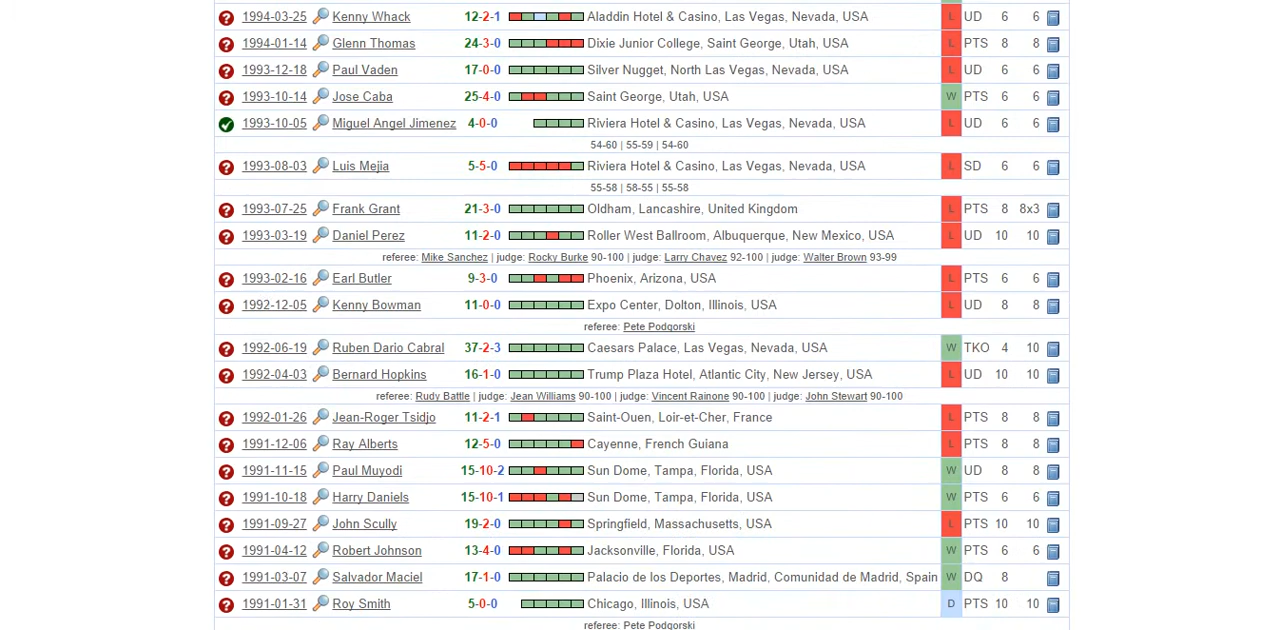 1994-03-25 Kenny Whack 12-2-1 Aladdin Hotel & Casino, Las Vegas, Nevada, USA L UD 6 6
1994-01-14 Glenn Thomas 24-3-0 Dixie Junior College, Saint George, Utah, USA L PTS 8 8
1993-12-18 Paul Vaden 17-0-0 Silver Nugget, North Las Vegas, Nevada, USA L UD 6 6
1993-10-14 Jose Caba 25-4-0 Saint George, Utah, USA W PTS 6 6
1993-10-05 Miguel Angel Jimenez 4-0-0 Riviera Hotel & Casino, Las Vegas, Nevada, USA L UD 6 6
54-60 | 55-59 | 54-60
1993-08-03 Luis Mejia 5-5-0 Riviera Hotel & Casino, Las Vegas, Nevada, USA L SD 6 6
55-58 | 58-55 | 55-58
1993-07-25 Frank Grant 21-3-0 Oldham, Lancashire, United Kingdom L PTS 8 8x3
1993-03-19 Daniel Perez 11-2-0 Roller West Ballroom, Albuquerque, New Mexico, USA L UD 10 10
referee: Mike Sanchez | judge: Rocky Burke 90-100 | judge: Larry Chavez 92-100 | judge: Walter Brown 93-99
1993-02-16 Earl Butler 9-3-0 Phoenix, Arizona, USA L PTS 6 6
1992-12-05 Kenny Bowman 11-0-0 Expo Center, Dolton, Illinois, USA L UD 8 8
referee: Pete Podgorski
1992-06-19 Ruben Dario Cabral 37-2-3 Caesars Palace, Las Vegas, Nevada, USA W TKO 4 10
1992-04-03 Bernard Hopkins 16-1-0 Trump Plaza Hotel, Atlantic City, New Jersey, USA L UD 10 10
referee: Rudy Battle | judge: Jean Williams 90-100 | judge: Vincent Rainone 90-100 | judge: John Stewart 90-100
1992-01-26 Jean-Roger Tsidjo 11-2-1 Saint-Ouen, Loir-et-Cher, France L PTS 8 8
1991-12-06 Ray Alberts 12-5-0 Cayenne, French Guiana L PTS 8 8
1991-11-15 Paul Muyodi 15-10-2 Sun Dome, Tampa, Florida, USA W UD 8 8
1991-10-18 Harry Daniels 15-10-1 Sun Dome, Tampa, Florida, USA W PTS 6 6
1991-09-27 John Scully 19-2-0 Springfield, Massachusetts, USA L PTS 10 10
1991-04-12 Robert Johnson 13-4-0 Jacksonville, Florida, USA W PTS 6 6
1991-03-07 Salvador Maciel 17-1-0 Palacio de los Deportes, Madrid, Comunidad de Madrid, Spain W DQ 8
1991-01-31 Roy Smith 5-0-0 Chicago, Illinois, USA D PTS 10 10
referee: Pete Podgorski